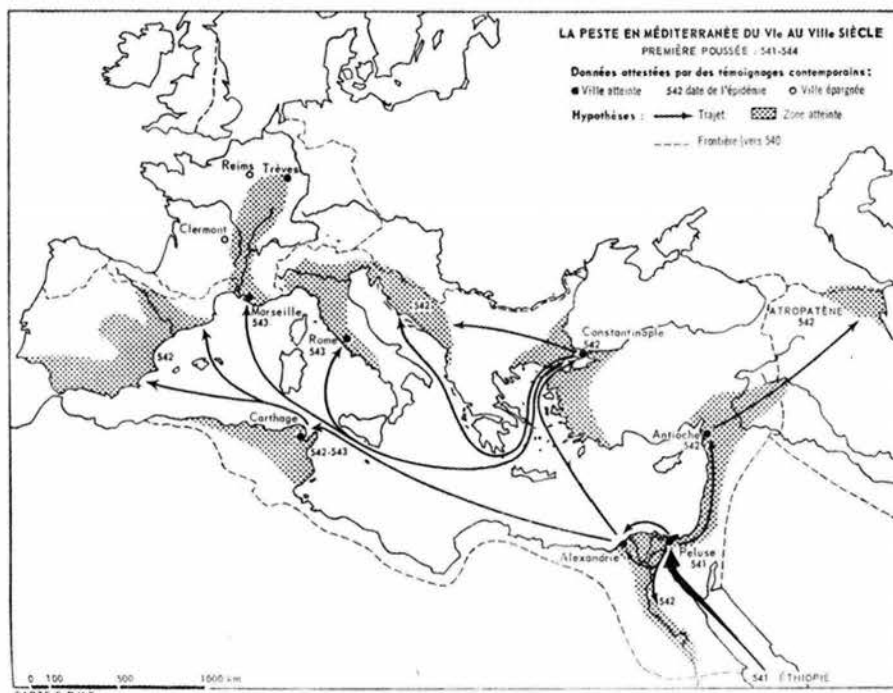 LA PESTE EN MÉDITERRANÉE DU VIe AU VIIIe SIÈCLE
PREMIÈRE POUSSÉE : 541-544
Données attestées par des témoignages contemporains :
Ville atteinte 542 date de l'épidémie Ville épargnée
Hypothèses : Trajet Zone atteinte
Frontière (vers 540
Reims
Trèves
Clermont
Marseille
543
542
Constantinople
542
ATROPATÈNE
542
Rome
543
542
Carthage
542-543
Antioche
542
Alexandrie
Peluse
541
542
541 ÉTHIOPIE
0 100 500 1000 km